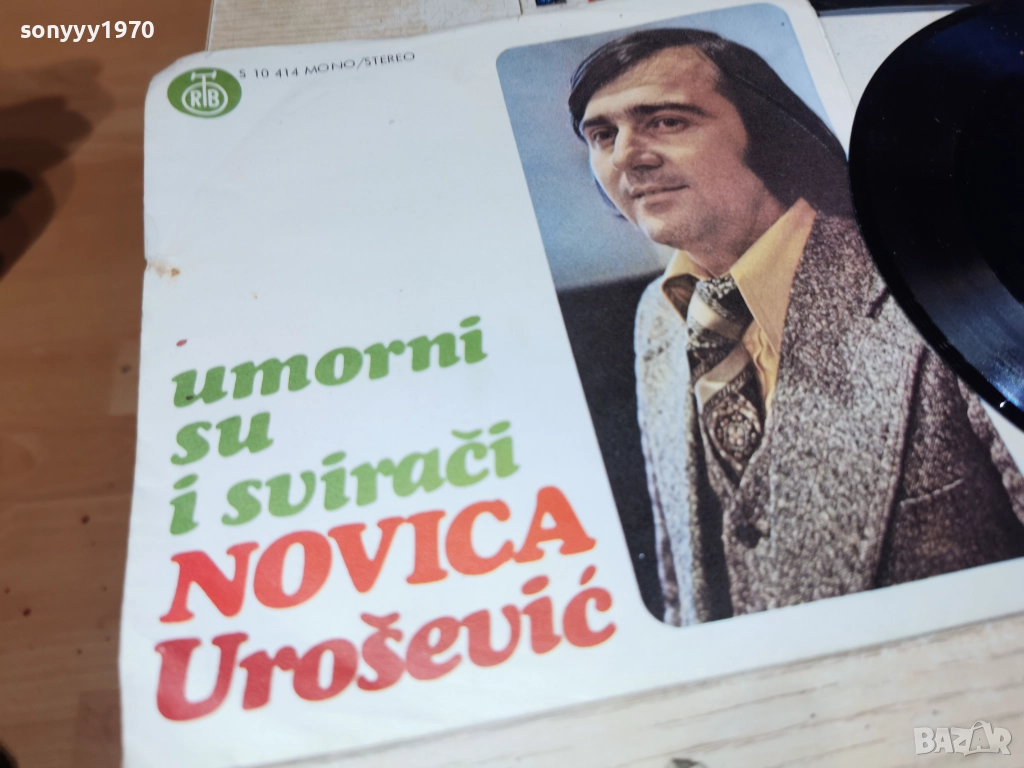 sonyyy1970
RTB
S 10 414 MONO/STEREO
umorni
su
i svirači
NOVICA
Urošević
BAZAR